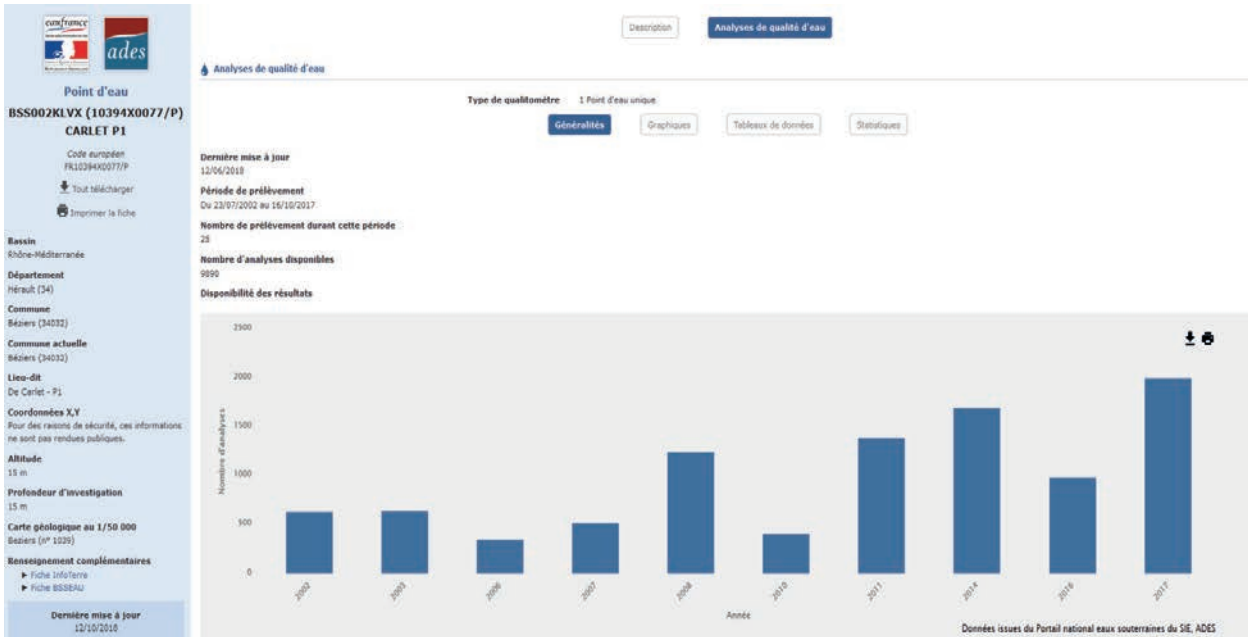 eaufrance
ades
Point d'eau
BSS002KLVX (10394X0077/P)
CARLET P1
Code européen
FR10394X0077/P
Tout télécharger
Imprimer la fiche
Bassin
Rhône-Méditerranée
Département
Hérault (34)
Commune
Béziers (34032)
Commune actuelle
Béziers (34032)
Lieu-dit
De Carlet - P1
Coordonnées X,Y
Pour des raisons de sécurité, ces informations
ne sont pas rendues publiques.
Altitude
15 m
Profondeur d'investigation
15 m
Carte géologique au 1/50 000
Beziers (n° 1039)
Renseignement complémentaires
Fiche InfoTerre
Fiche BSSEAU
Dernière mise à jour
12/10/2018
Description
Analyses de qualité d'eau
Analyses de qualité d'eau
Type de qualitomètre 1 Point d'eau unique
Généralités
Graphiques
Tableaux de données
Statistiques
Dernière mise à jour
12/06/2018
Période de prélèvement
Du 23/07/2002 au 16/10/2017
Nombre de prélèvement durant cette période
28
Nombre d'analyses disponibles
9890
Disponibilité des résultats
2500
2000
1500
1000
500
0
Nombre d'analyses
2002
2003
2006
2007
2008
2010
2011
2014
2016
2017
Année
Données issues du Portail national eaux souterraines du SIE, ADES